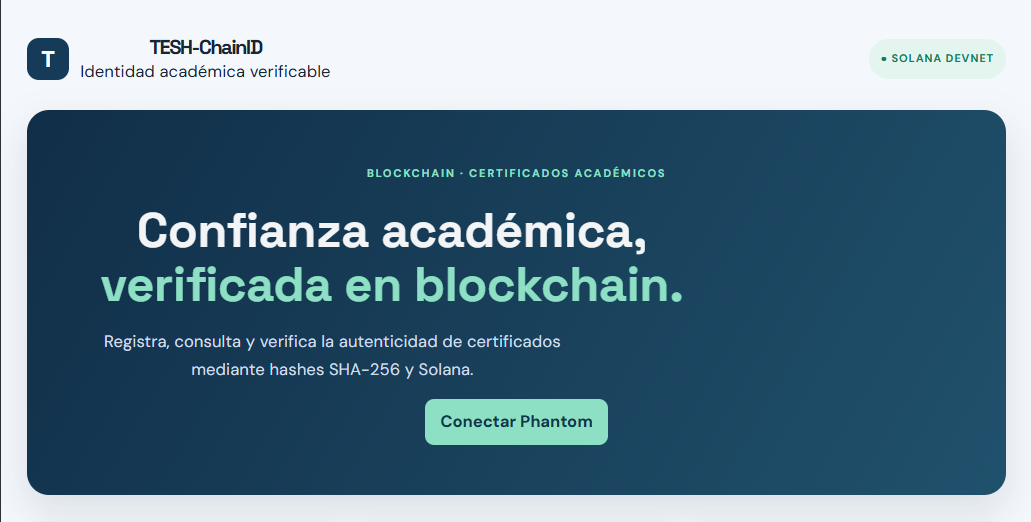 T
TESH-ChainID
Identidad académica verificable
• SOLANA DEVNET
BLOCKCHAIN · CERTIFICADOS ACADÉMICOS
Confianza académica,
verificada en blockchain.
Registra, consulta y verifica la autenticidad de certificados
mediante hashes SHA-256 y Solana.
Conectar Phantom